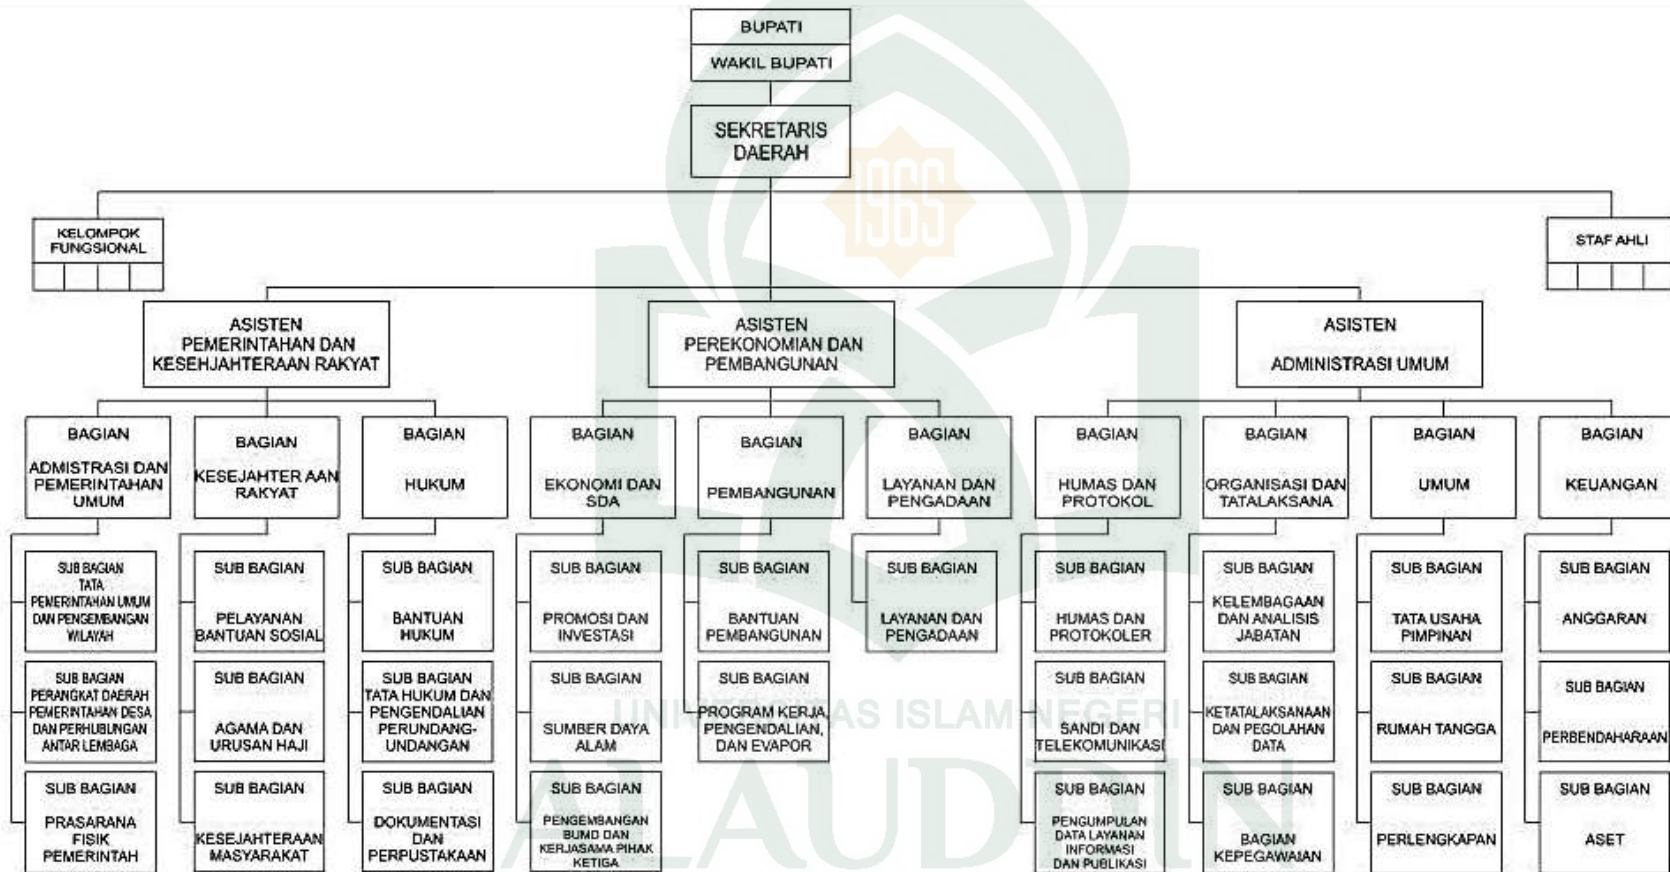 BUPATI
WAKIL BUPATI
SEKRETARIS
DAERAH
1965
KELOMPOK
FUNGSIONAL
STAF AHLI
ASISTEN
PEMERINTAHAN DAN
KESEHJAHTERAAN RAKYAT
ASISTEN
PEREKONOMIAN DAN
PEMBANGUNAN
ASISTEN
ADMINISTRASI UMUM
BAGIAN
ADMISTRASI DAN
PEMERINTAHAN
UMUM
BAGIAN
KESEJAHTER AAN
RAKYAT
BAGIAN
HUKUM
BAGIAN
EKONOMI DAN
SDA
BAGIAN
PEMBANGUNAN
BAGIAN
LAYANAN DAN
PENGADAAN
BAGIAN
HUMAS DAN
PROTOKOL
BAGIAN
ORGANISASI DAN
TATALAKSANA
BAGIAN
UMUM
BAGIAN
KEUANGAN
SUB BAGIAN
TATA
PEMERINTAHAN UMUM
DAN PENGEMBANGAN
WILAYAH
SUB BAGIAN
PELAYANAN
BANTUAN SOSIAL
SUB BAGIAN
BANTUAN
HUKUM
SUB BAGIAN
PROMOSI DAN
INVESTASI
SUB BAGIAN
BANTUAN
PEMBANGUNAN
SUB BAGIAN
LAYANAN DAN
PENGADAAN
SUB BAGIAN
HUMAS DAN
PROTOKOLER
SUB BAGIAN
KELEMBAGAAN
DAN ANALISIS
JABATAN
SUB BAGIAN
TATA USAHA
PIMPINAN
SUB BAGIAN
ANGGARAN
SUB BAGIAN
PERANGKAT DAERAH
PEMERINTAHAN DESA
DAN PERHUBUNGAN
ANTAR LEMBAGA
SUB BAGIAN
AGAMA DAN
URUSAN HAJI
SUB BAGIAN
TATA HUKUM DAN
PENGENDALIAN
PERUNDANG-
UNDANGAN
SUB BAGIAN
SUMBER DAYA
ALAM
SUB BAGIAN
PROGRAM KERJA,
PENGENDALIAN,
DAN EVAPOR
SUB BAGIAN
SANDI DAN
TELEKOMUNIKASI
SUB BAGIAN
KETATALAKSANAAN
DAN PEGOLAHAN
DATA
SUB BAGIAN
RUMAH TANGGA
SUB BAGIAN
PERBENDAHARAAN
SUB BAGIAN
PRASARANA
FISIK
PEMERINTAH
SUB BAGIAN
KESEJAHTERAAN
MASYARAKAT
SUB BAGIAN
DOKUMENTASI
DAN
PERPUSTAKAAN
SUB BAGIAN
PENGEMBANGAN
BUMD DAN
KERJASAMA PIHAK
KETIGA
SUB BAGIAN
PENGUMPULAN
DATA LAYANAN
INFORMASI
DAN PUBLIKASI
SUB BAGIAN
BAGIAN
KEPEGAWAIAN
SUB BAGIAN
PERLENGKAPAN
SUB BAGIAN
ASET
UNIVERSITAS ISLAM NEGERI
ALAUDDIN